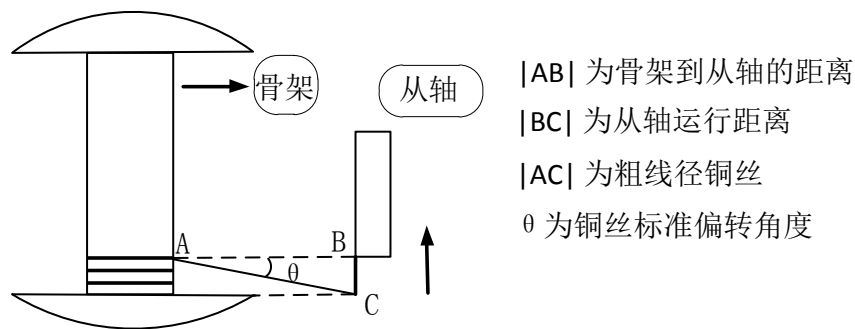 骨架
从轴
A
B
θ
C
|AB| 为骨架到从轴的距离
|BC| 为从轴运行距离
|AC| 为粗线径铜丝
θ 为铜丝标准偏转角度